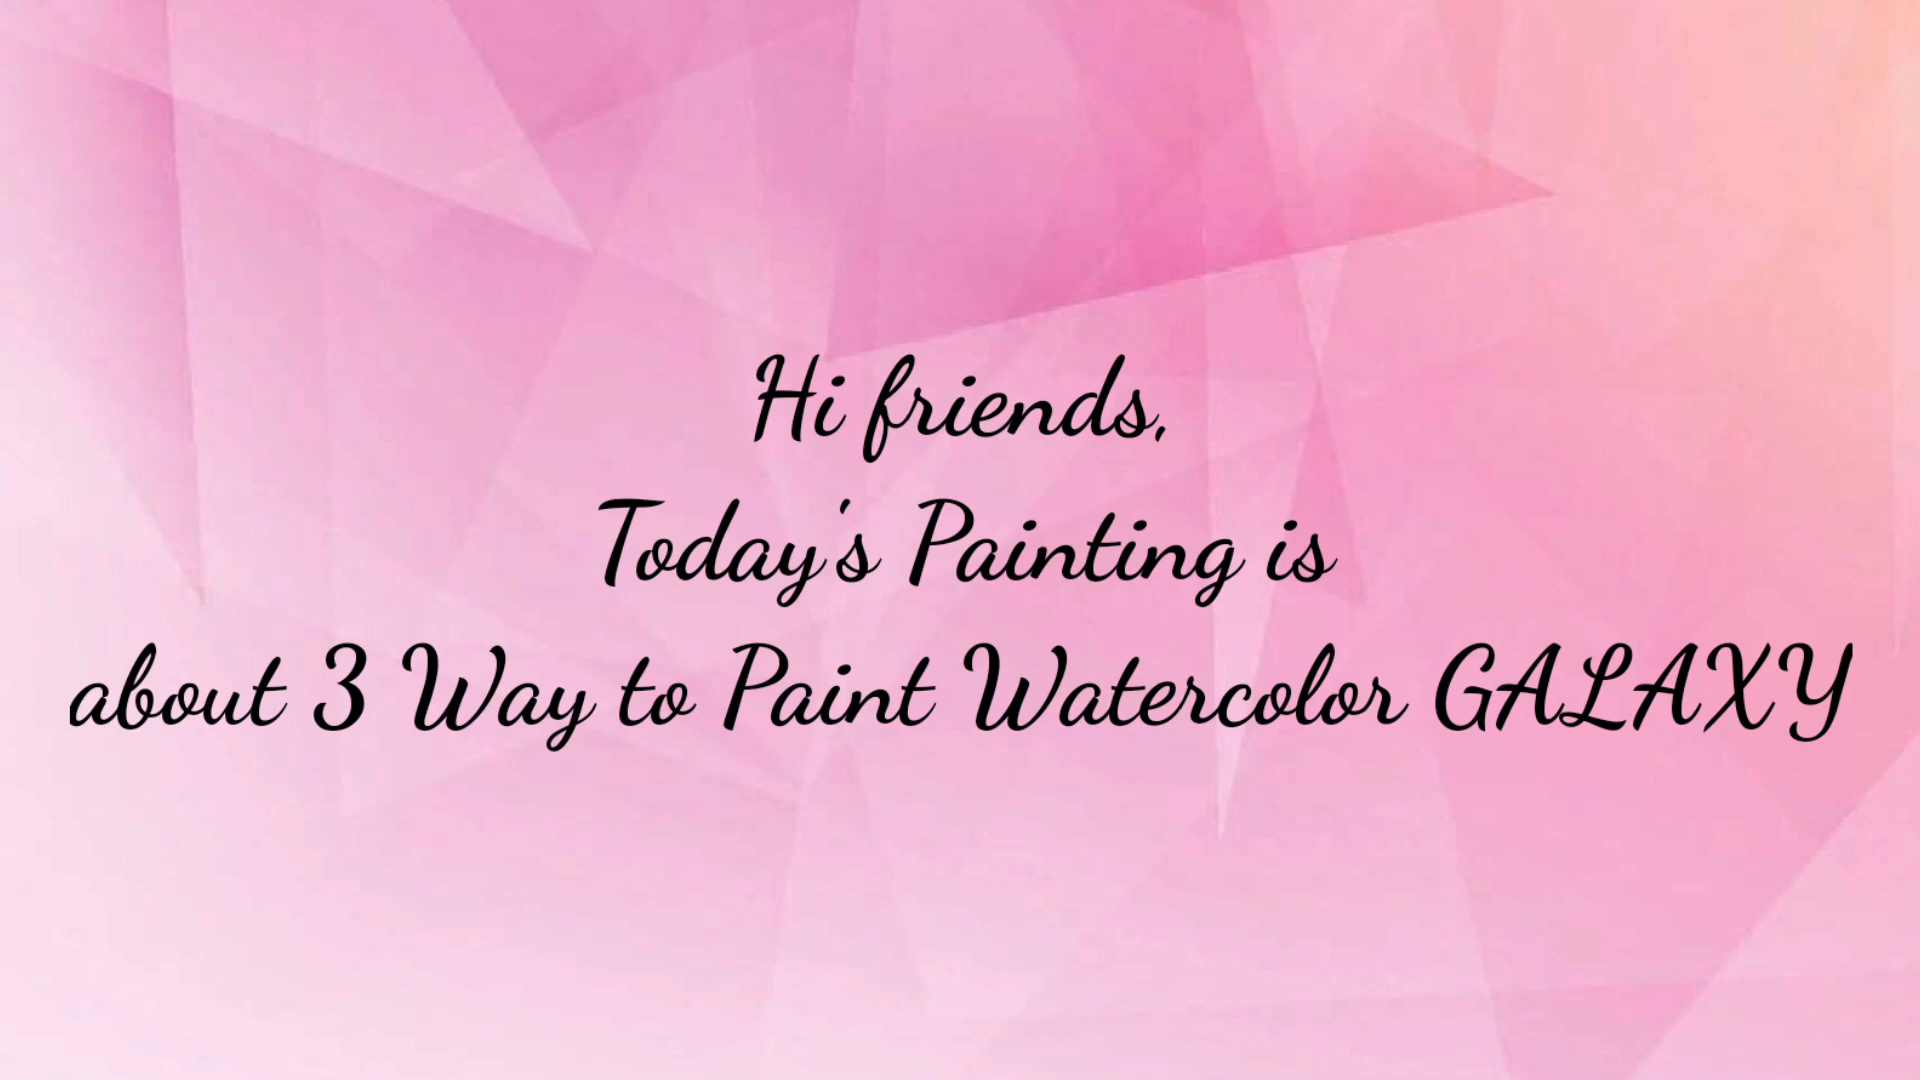 Hi friends,
Today's Painting is
about 3 Way to Paint Watercolor GALAXY